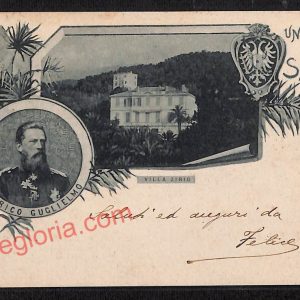 UN
S
VILLA ZIRIO
RICO GUGLIELMO
egloria.com
Saluti ed auguri da
Felice